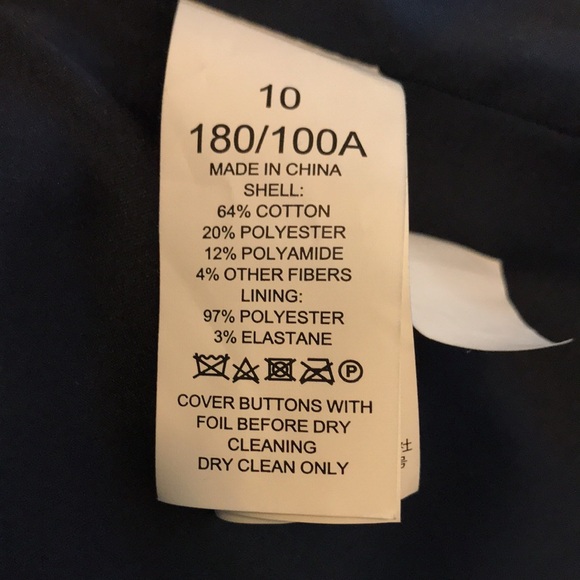 10
180/100A
MADE IN CHINA
SHELL:
64% COTTON
20% POLYESTER
12% POLYAMIDE
4% OTHER FIBERS
LINING:
97% POLYESTER
3% ELASTANE
P
COVER BUTTONS WITH
FOIL BEFORE DRY
CLEANING
DRY CLEAN ONLY